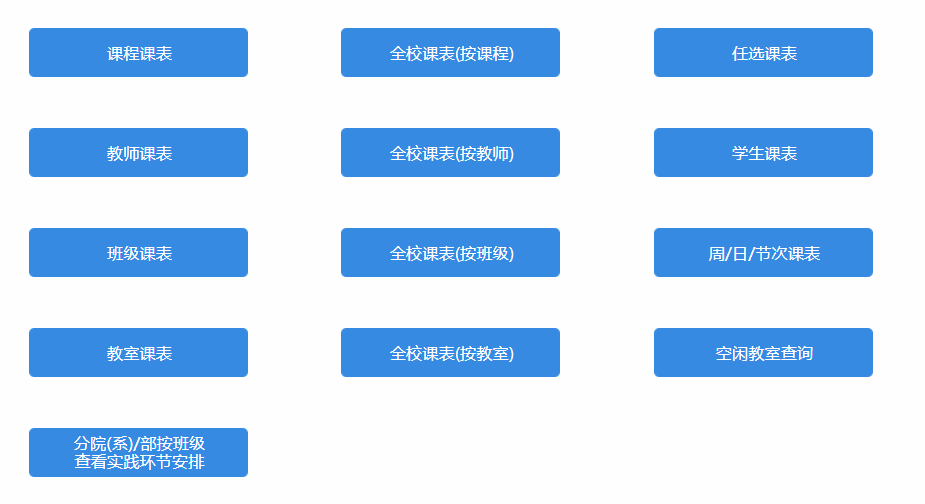 课程课表
全校课表(按课程)
任选课表
教师课表
全校课表(按教师)
学生课表
班级课表
全校课表(按班级)
周/日/节次课表
教室课表
全校课表(按教室)
空闲教室查询
分院(系)/部按班级
查看实践环节安排